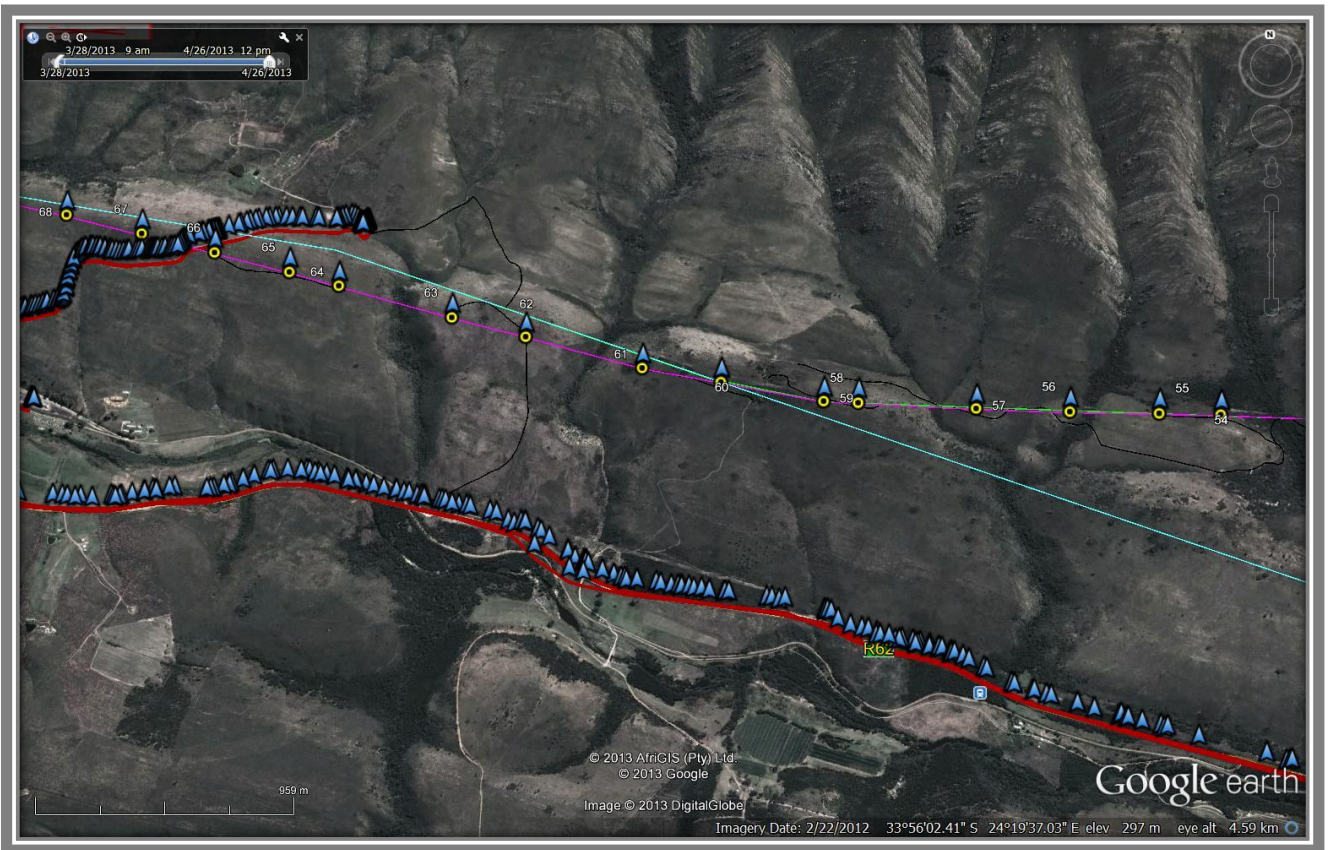 3/28/2013 9 am 4/26/2013 12 pm
3/28/2013 4/26/2013
N
68
67
66
65
64
63
62
61
60
58
59
57
56
55
54
R62
© 2013 AfriGIS (Pty) Ltd.
© 2013 Google
Image © 2013 DigitalGlobe
Google earth
959 m
Imagery Date: 2/22/2012 33°56'02.41" S 24°19'37.03" E elev 297 m eye alt 4.59 km